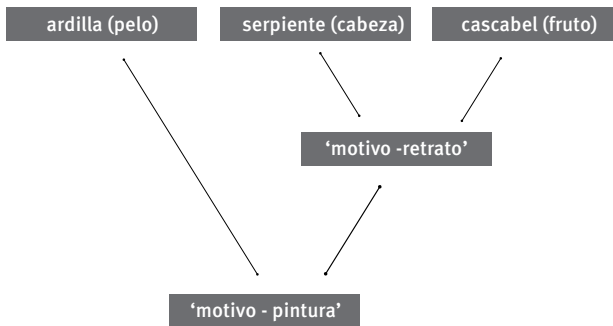 ardilla (pelo)
serpiente (cabeza)
cascabel (fruto)
‘motivo -retrato’
‘motivo - pintura’